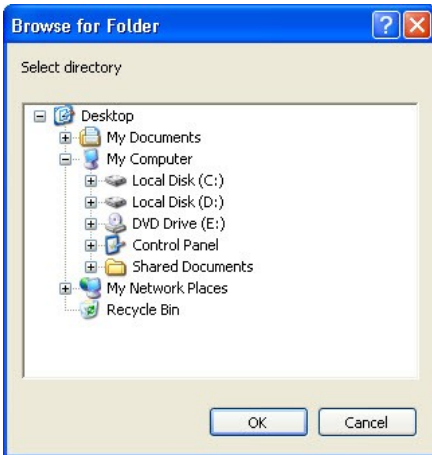 Browse for Folder
Select directory
Desktop
My Documents
My Computer
Local Disk (C:)
Local Disk (D:)
DVD Drive (E:)
Control Panel
Shared Documents
My Network Places
Recycle Bin
OK Cancel